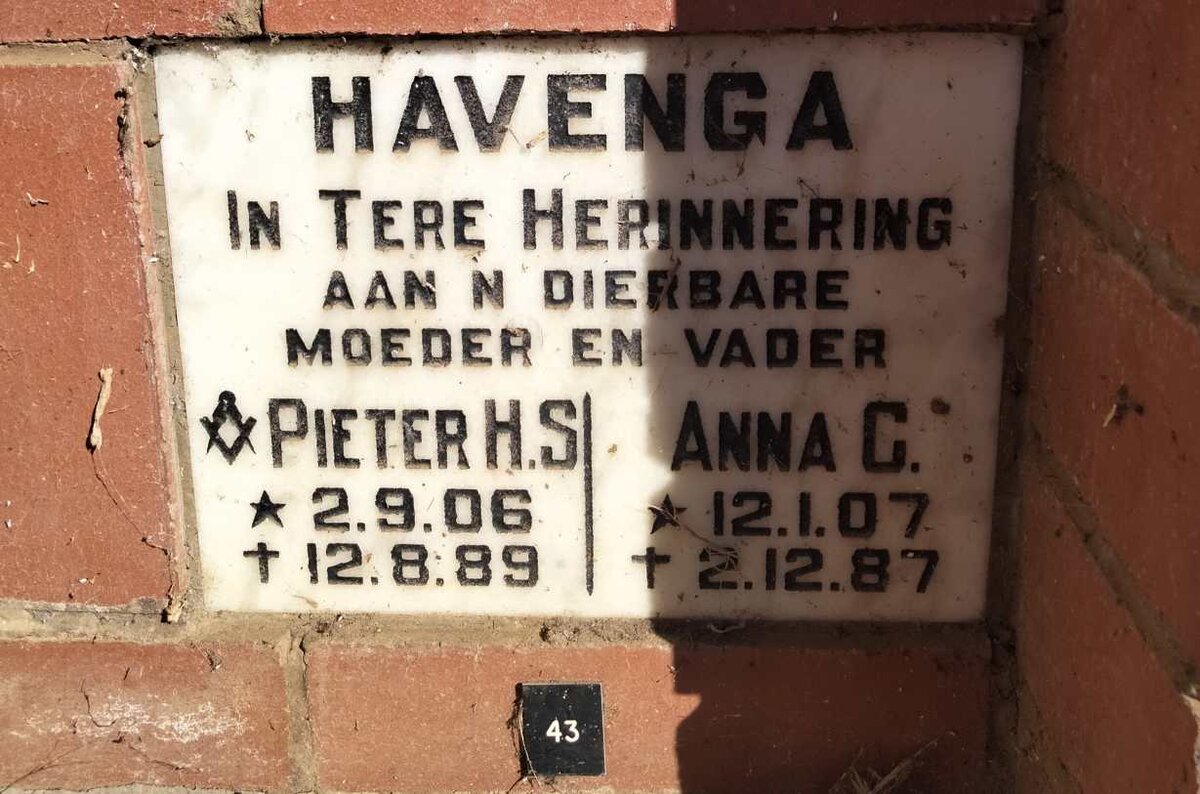 HAVENGA
IN TERE HERINNERING
AAN N DIERBARE
MOEDER EN VADER
PIETER H.S
★ 2.9.06
† 12.8.89
ANNA C.
★ 12.1.07
† 2.12.87
43